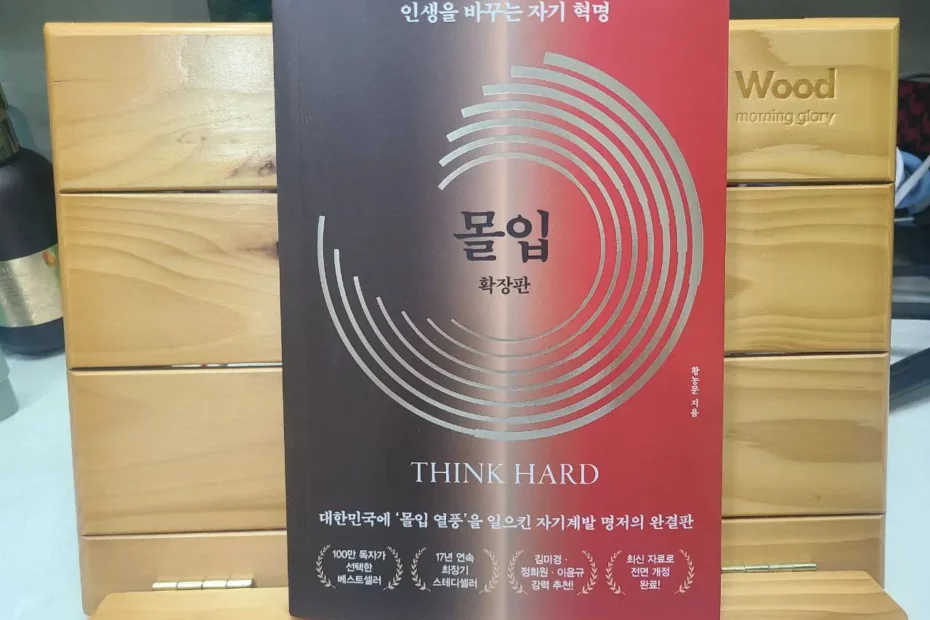 인생을 바꾸는 자기 혁명
Wood
morning glory
몰입
확장판
황농문 지음
THINK HARD
대한민국에 '몰입 열풍'을 일으킨 자기계발 명저의 완결판
100만 독자가
선택한
베스트셀러
17년 연속
최장기
스테디셀러
김미경·
정희원·이윤규
강력 추천!
최신 자료로
전면 개정
완료!